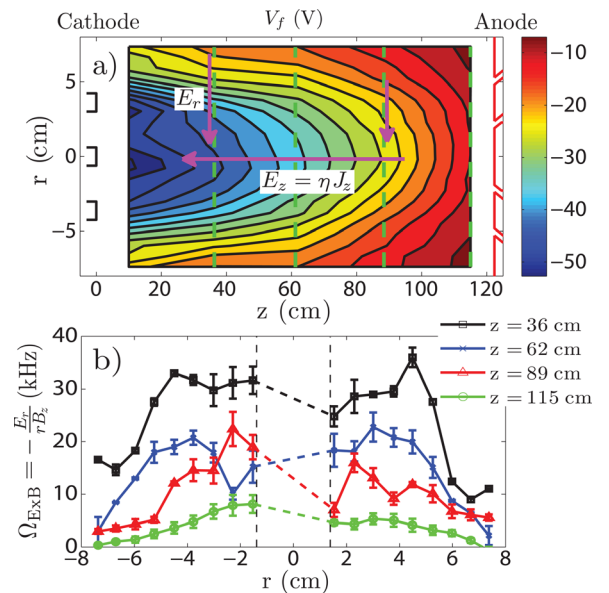 Cathode V_f (V) Anode
a)
5
0
−5
r (cm)
E_r
E_z = η J_z
0 20 40 60 80 100 120
z (cm)
−10
−20
−30
−40
−50
b)
z = 36 cm
z = 62 cm
z = 89 cm
z = 115 cm
40
30
20
10
0
Ω_ExB = − E_r / rB_z (kHz)
−8 −6 −4 −2 0 2 4 6 8
r (cm)